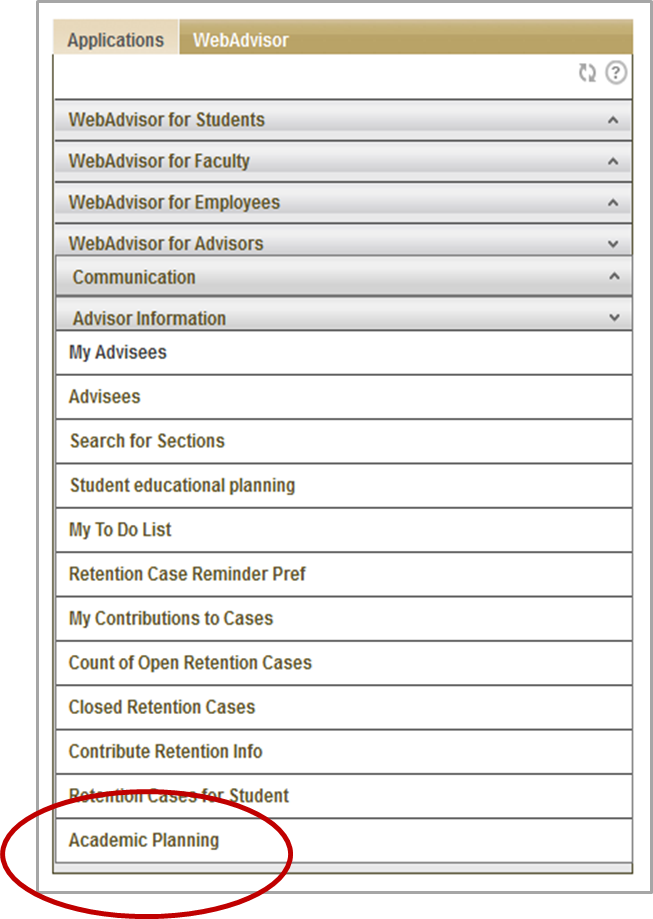 Applications WebAdvisor
?
WebAdvisor for Students
WebAdvisor for Faculty
WebAdvisor for Employees
WebAdvisor for Advisors
Communication
Advisor Information
My Advisees
Advisees
Search for Sections
Student educational planning
My To Do List
Retention Case Reminder Pref
My Contributions to Cases
Count of Open Retention Cases
Closed Retention Cases
Contribute Retention Info
Retention Cases for Student
Academic Planning